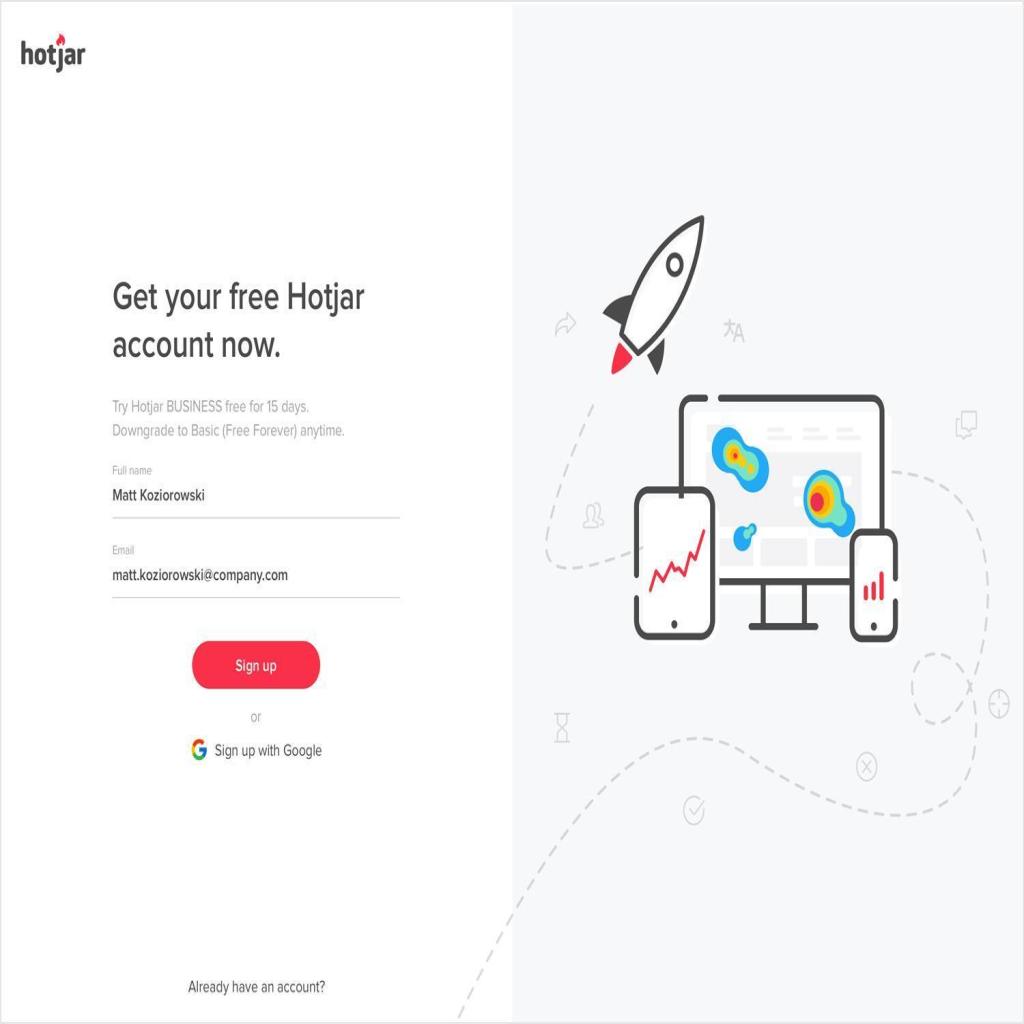 hotjar
Get your free Hotjar
account now.
Try Hotjar BUSINESS free for 15 days.
Downgrade to Basic (Free Forever) anytime.
Full name
Matt Koziorowski
Email
matt.koziorowski@company.com
Sign up
or
Sign up with Google
Already have an account?